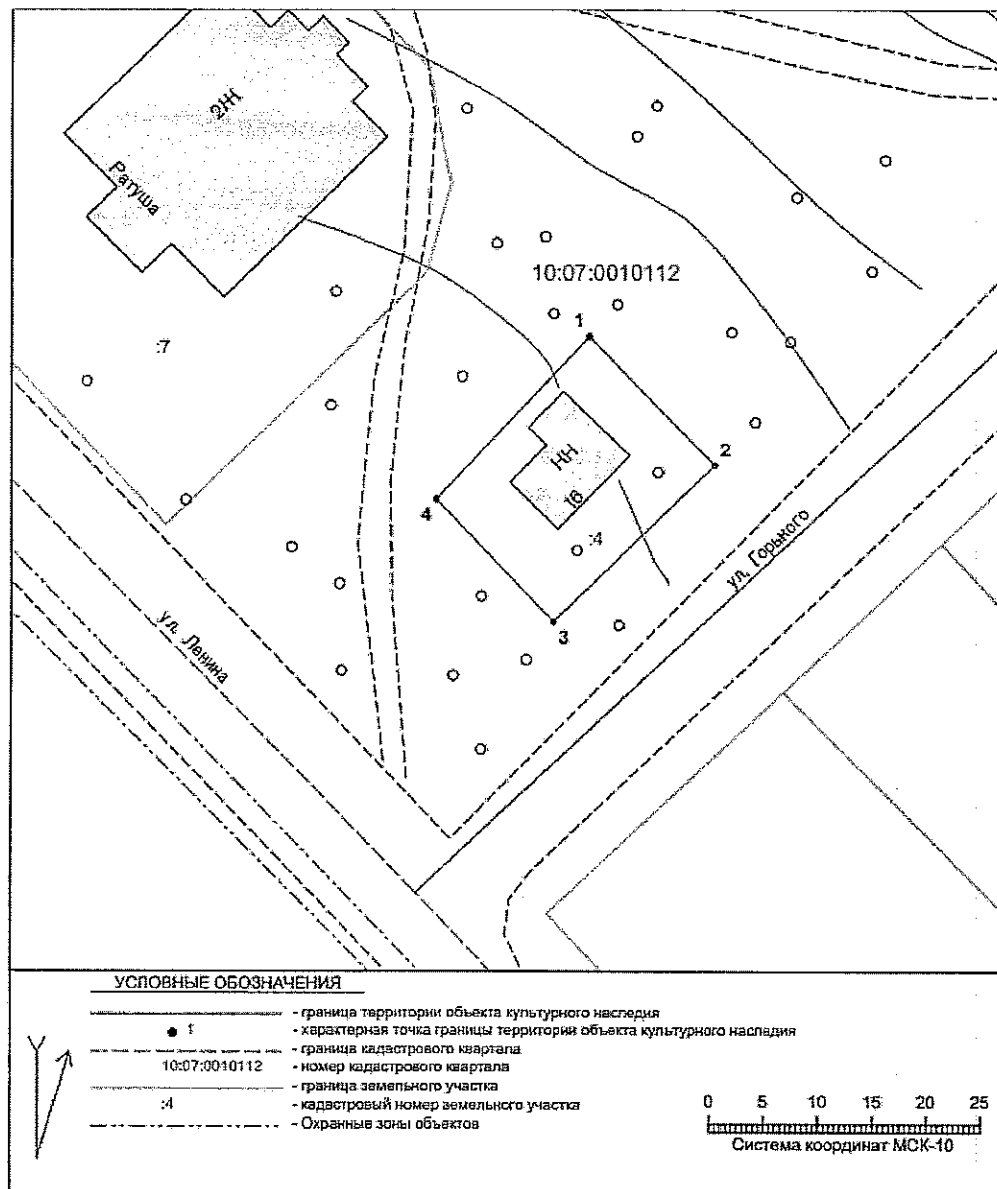 2НН
Ратуша
10:07:0010112
:7
1
2
НН
16
4
:4
3
ул. Горького
ул. Ленина
УСЛОВНЫЕ ОБОЗНАЧЕНИЯ
- граница территории объекта культурного наследия
1 - характерная точка границы территории объекта культурного наследия
- граница кадастрового квартала
10:07:0010112 - номер кадастрового квартала
- граница земельного участка
:4 - кадастровый номер земельного участка
- Охранные зоны объектов
0 5 10 15 20 25
Система координат МСК-10